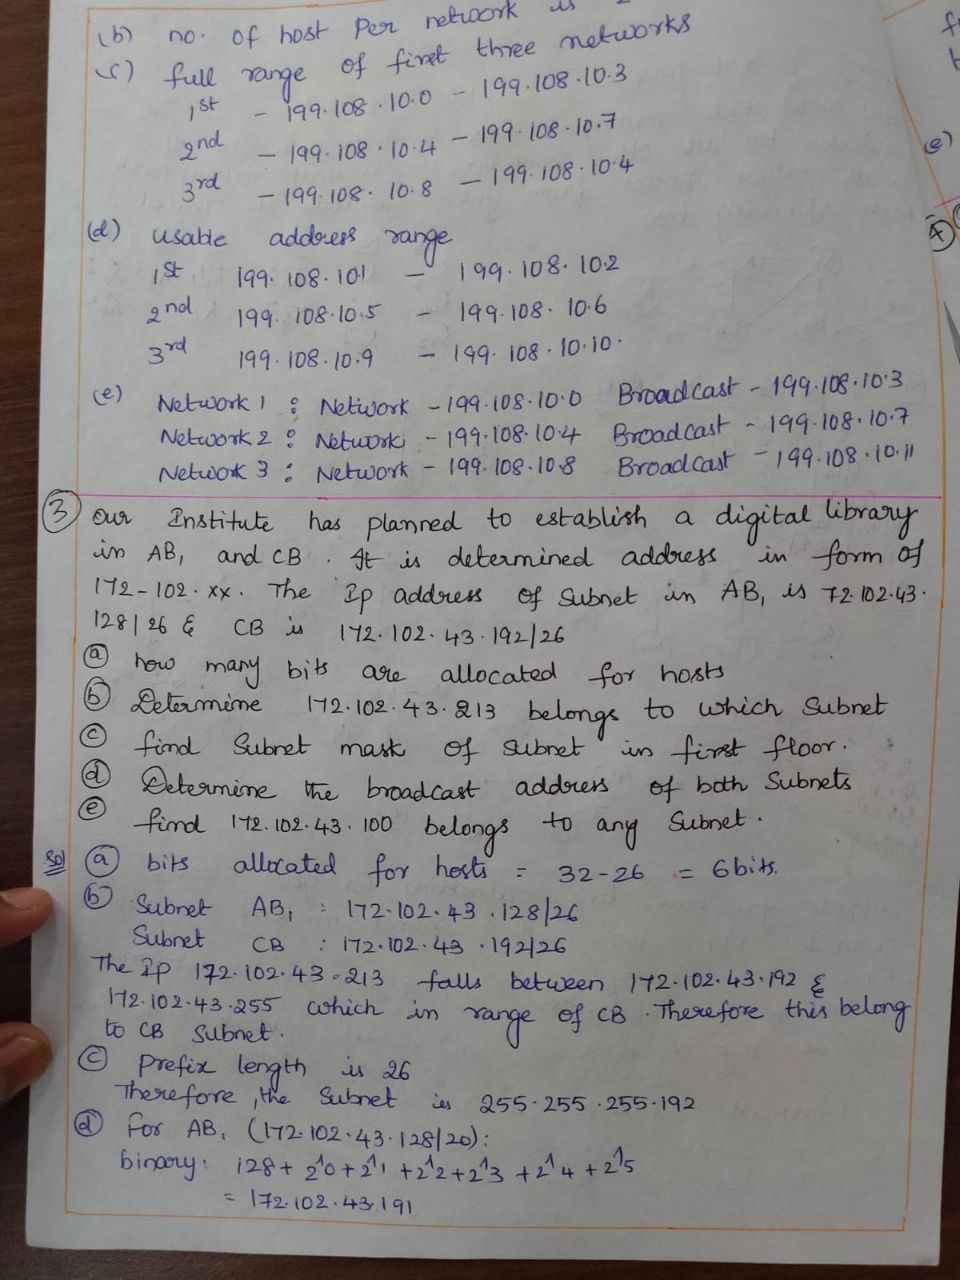 (b) no. of host Per network is
(c) full range of first three networks
1st - 199.108.10.0 - 199.108.10.3
2nd - 199.108.10.4 - 199.108.10.7
3rd - 199.108.10.8 - 199.108.10.4
(d) usable address range
1st 199.108.10.1 - 199.108.10.2
2nd 199.108.10.5 - 199.108.10.6
3rd 199.108.10.9 - 199.108.10.10.
(e) Network 1 : Network - 199.108.10.0 Broadcast - 199.108.10.3
Network 2 : Network - 199.108.10.4 Broadcast - 199.108.10.7
Network 3 : Network - 199.108.10.8 Broadcast - 199.108.10.11
3 Our Institute has planned to establish a digital library
in AB1 and CB. It is determined address in form of
172-102.xx. The Ip address of Subnet in AB1 is 72.102.43.
128/26 & CB is 172.102.43.192/26
(a) how many bits are allocated for hosts
(b) Determine 172.102.43.213 belongs to which Subnet
(c) find Subnet mask of Subnet in first floor.
(d) Determine the broadcast address of both Subnets
(e) find 172.102.43.100 belongs to any Subnet.
Sol (a) bits allocated for hosts = 32-26 = 6 bits.
(b) Subnet AB1 : 172.102.43.128/26
Subnet CB : 172.102.43.192/26
The Ip 172.102.43.213 falls between 172.102.43.192 &
172.102.43.255 which in range of CB. Therefore this belong
to CB Subnet.
(c) Prefix length is 26
Therefore, the Subnet is 255.255.255.192
(d) For AB1 (172.102.43.128/20):
binary: 128+ 2^0+2^1+2^2+2^3+2^4+2^5
= 172.102.43.191
(e)
4